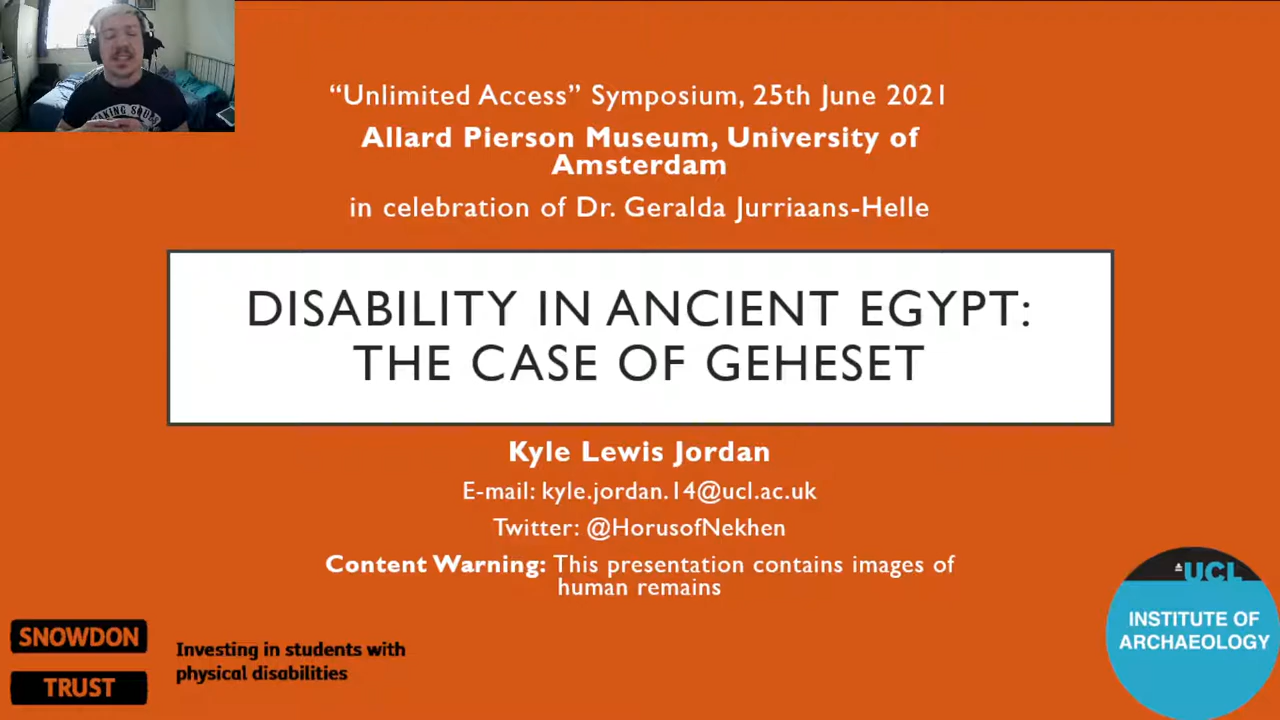 “Unlimited Access” Symposium, 25th June 2021
Allard Pierson Museum, University of
Amsterdam
in celebration of Dr. Geralda Jurriaans-Helle
DISABILITY IN ANCIENT EGYPT:
THE CASE OF GEHESET
Kyle Lewis Jordan
E-mail: kyle.jordan.14@ucl.ac.uk
Twitter: @HorusofNekhen
Content Warning: This presentation contains images of
human remains
SNOWDON
TRUST
Investing in students with
physical disabilities
UCL
INSTITUTE OF
ARCHAEOLOGY